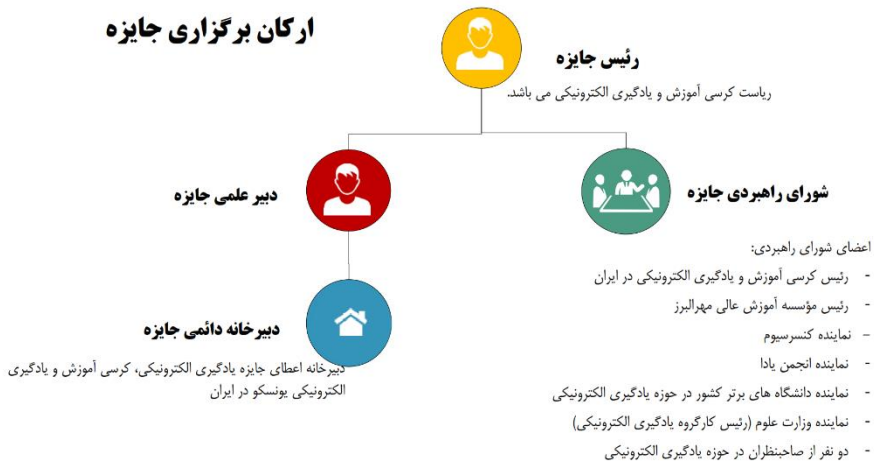 ارکان برگزاری جایزه
رئیس جایزه
ریاست کرسی آموزش و یادگیری الکترونیکی می باشد.
شورای راهبردی جایزه
اعضای شورای راهبردی:
- رئیس کرسی آموزش و یادگیری الکترونیکی در ایران
- رئیس مؤسسه آموزش عالی مهرالبرز
– نماینده کنسرسیوم
- نماینده انجمن یادا
- نماینده دانشگاه های برتر کشور در حوزه یادگیری الکترونیکی
- نماینده وزارت علوم (رئیس کارگروه یادگیری الکترونیکی)
- دو نفر از صاحبنظران در حوزه یادگیری الکترونیکی
دبیر علمی جایزه
دبیرخانه دائمی جایزه
دبیرخانه اعطای جایزه یادگیری الکترونیکی، کرسی آموزش و یادگیری
الکترونیکی یونسکو در ایران